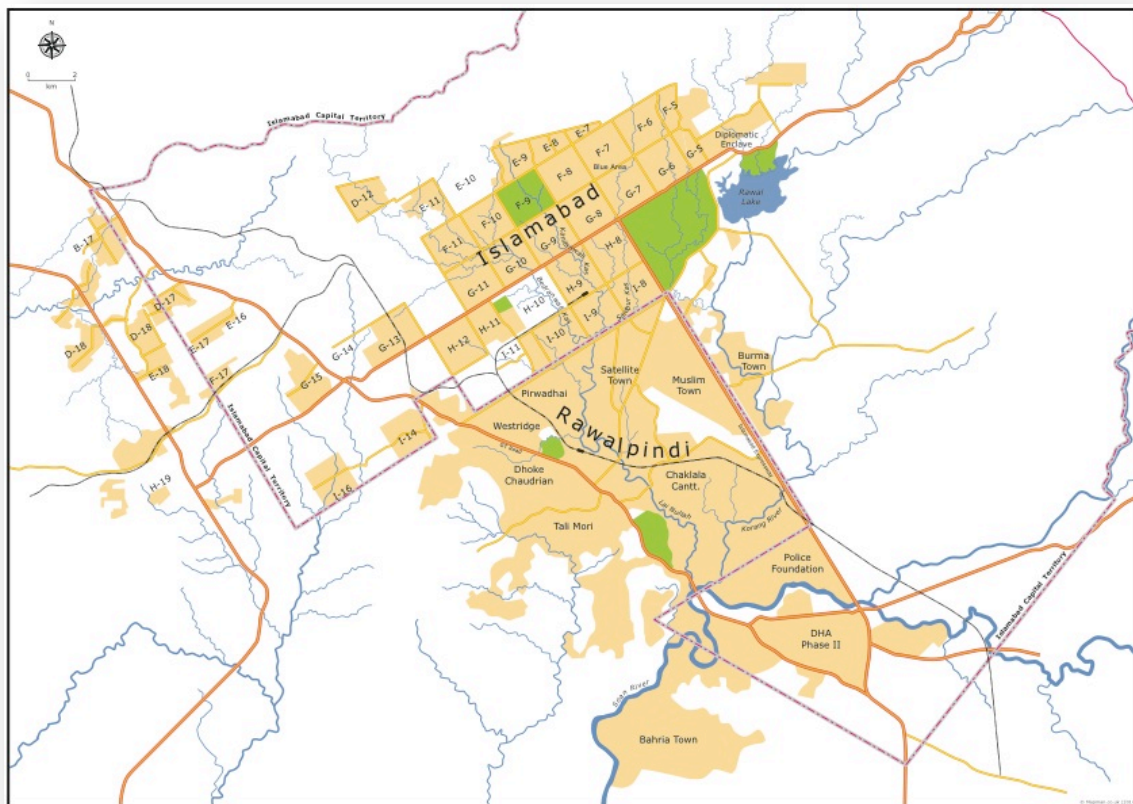 N
0 2
km
Islamabad Capital Territory
F-5
F-6
E-7
E-8
F-7
Diplomatic
Enclave
G-5
E-9
Blue Area
G-6
F-8
E-10
Rawal
Lake
D-12
E-11
F-9
G-7
F-10
G-8
Islamabad
F-11
G-9
H-8
B-17
G-10
G-11
H-9
I-8
D-17
H-10
E-16
H-11
I-9
D-18
I-10
E-17
G-14
G-13
H-12
I-11
D-18
Burma
Town
E-18
Satellite
Town
F-17
G-15
Muslim
Town
Pirwadhai
Islamabad Capital Territory
Rawalpindi
Westridge
I-14
Dhoke
Chaudrian
Chaklala
Cantt.
H-19
I-16
Lai Nullah
Korang River
Tali Mori
Police
Foundation
Islamabad Capital Territory
DHA
Phase II
Soan River
Bahria Town